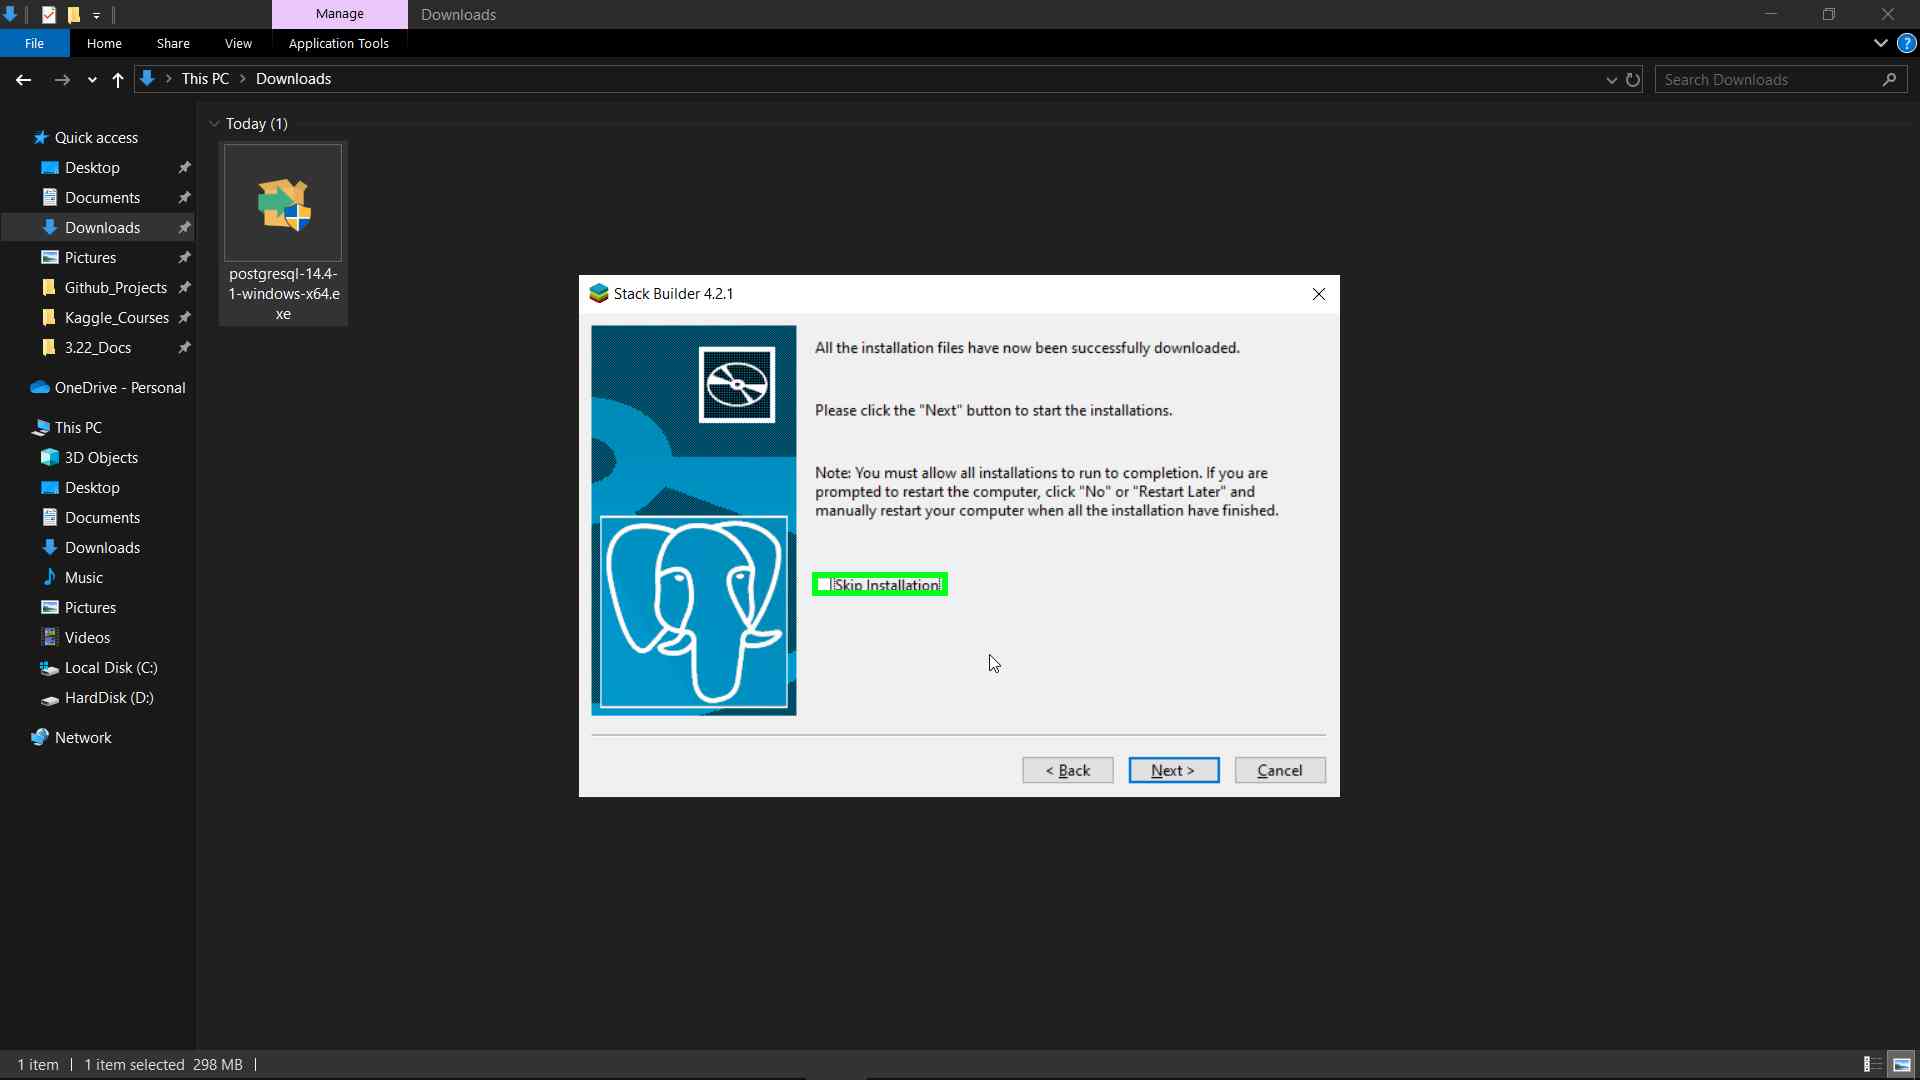 Manage
Downloads
File
Home
Share
View
Application Tools
?
This PC > Downloads
Search Downloads
Quick access
Desktop
Documents
Downloads
Pictures
Github_Projects
Kaggle_Courses
3.22_Docs
OneDrive - Personal
This PC
3D Objects
Desktop
Documents
Downloads
Music
Pictures
Videos
Local Disk (C:)
HardDisk (D:)
Network
Today (1)
postgresql-14.4-
1-windows-x64.e
xe
Stack Builder 4.2.1
All the installation files have now been successfully downloaded.
Please click the "Next" button to start the installations.
Note: You must allow all installations to run to completion. If you are
prompted to restart the computer, click "No" or "Restart Later" and
manually restart your computer when all the installation have finished.
Skip Installation
< Back
Next >
Cancel
1 item
1 item selected 298 MB